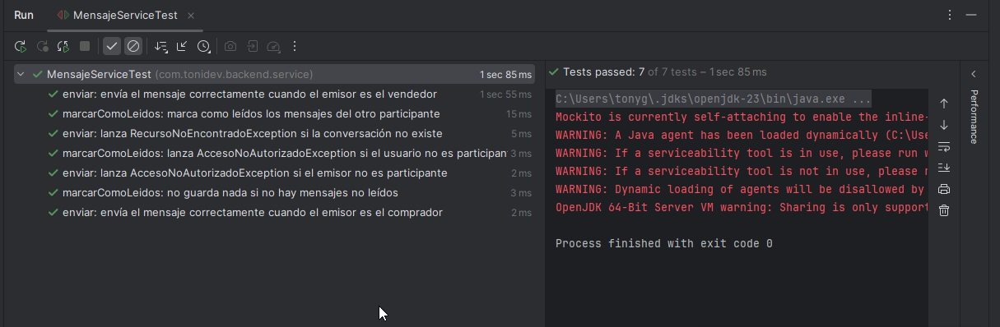 Run MensajeServiceTest
MensajeServiceTest (com.tonidev.backend.service) 1 sec 85 ms
enviar: envía el mensaje correctamente cuando el emisor es el vendedor 1 sec 55 ms
marcarComoLeidos: marca como leídos los mensajes del otro participante 15 ms
enviar: lanza RecursoNoEncontradoException si la conversación no existe 5 ms
marcarComoLeidos: lanza AccesoNoAutorizadoException si el usuario no es participan 3 ms
enviar: lanza AccesoNoAutorizadoException si el emisor no es participante 2 ms
marcarComoLeidos: no guarda nada si no hay mensajes no leídos 3 ms
enviar: envía el mensaje correctamente cuando el emisor es el comprador 2 ms
Tests passed: 7 of 7 tests – 1 sec 85 ms
C:\Users\tonyg\.jdks\openjdk-23\bin\java.exe ...
Mockito is currently self-attaching to enable the inline-
WARNING: A Java agent has been loaded dynamically (C:\Use
WARNING: If a serviceability tool is in use, please run w
WARNING: If a serviceability tool is not in use, please r
WARNING: Dynamic loading of agents will be disallowed by
OpenJDK 64-Bit Server VM warning: Sharing is only support
Process finished with exit code 0
Performance